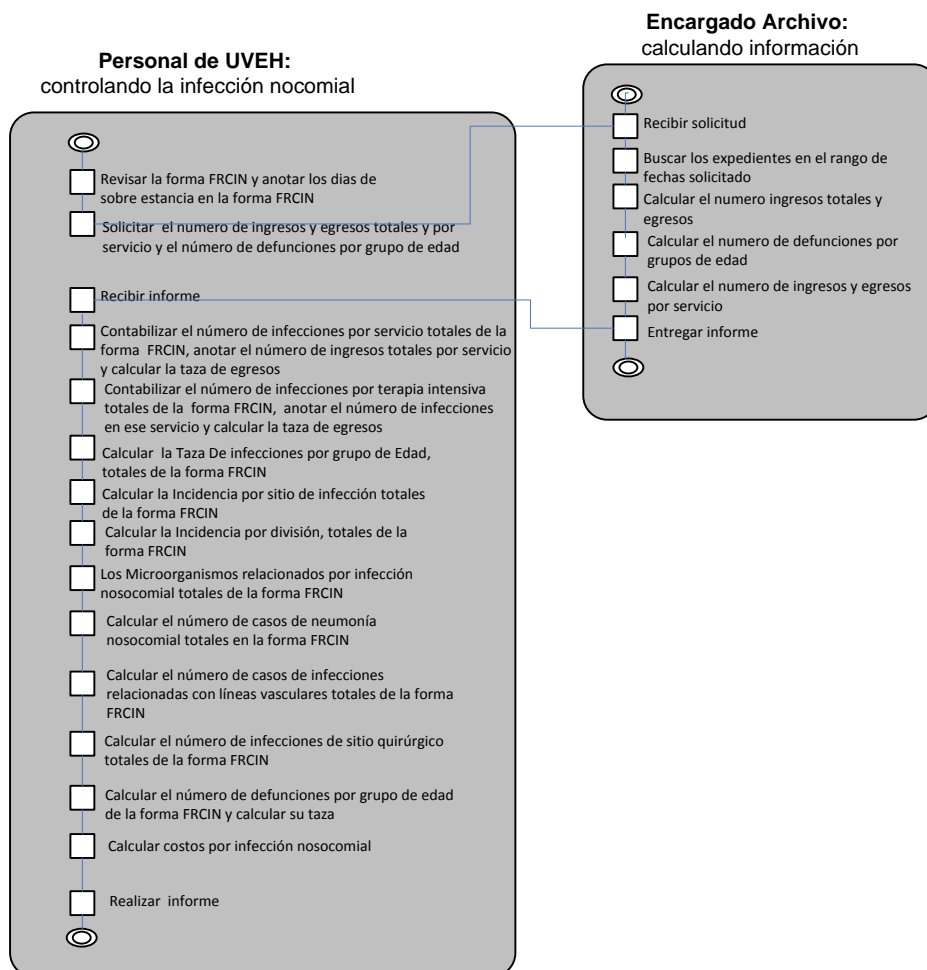 Personal de UVEH:
controlando la infección nocomial
Revisar la forma FRCIN y anotar los dias de
sobre estancia en la forma FRCIN
Solicitar el numero de ingresos y egresos totales y por
servicio y el número de defunciones por grupo de edad
Recibir informe
Contabilizar el número de infecciones por servicio totales de la
forma FRCIN, anotar el número de ingresos totales por servicio
y calcular la taza de egresos
Contabilizar el número de infecciones por terapia intensiva
totales de la forma FRCIN, anotar el número de infecciones
en ese servicio y calcular la taza de egresos
Calcular la Taza De infecciones por grupo de Edad,
totales de la forma FRCIN
Calcular la Incidencia por sitio de infección totales
de la forma FRCIN
Calcular la Incidencia por división, totales de la
forma FRCIN
Los Microorganismos relacionados por infección
nosocomial totales de la forma FRCIN
Calcular el número de casos de neumonía
nosocomial totales en la forma FRCIN
Calcular el número de casos de infecciones
relacionadas con líneas vasculares totales de la forma
FRCIN
Calcular el número de infecciones de sitio quirúrgico
totales de la forma FRCIN
Calcular el número de defunciones por grupo de edad
de la forma FRCIN y calcular su taza
Calcular costos por infección nosocomial
Realizar informe
Encargado Archivo:
calculando información
Recibir solicitud
Buscar los expedientes en el rango de
fechas solicitado
Calcular el numero ingresos totales y
egresos
Calcular el numero de defunciones por
grupos de edad
Calcular el numero de ingresos y egresos
por servicio
Entregar informe